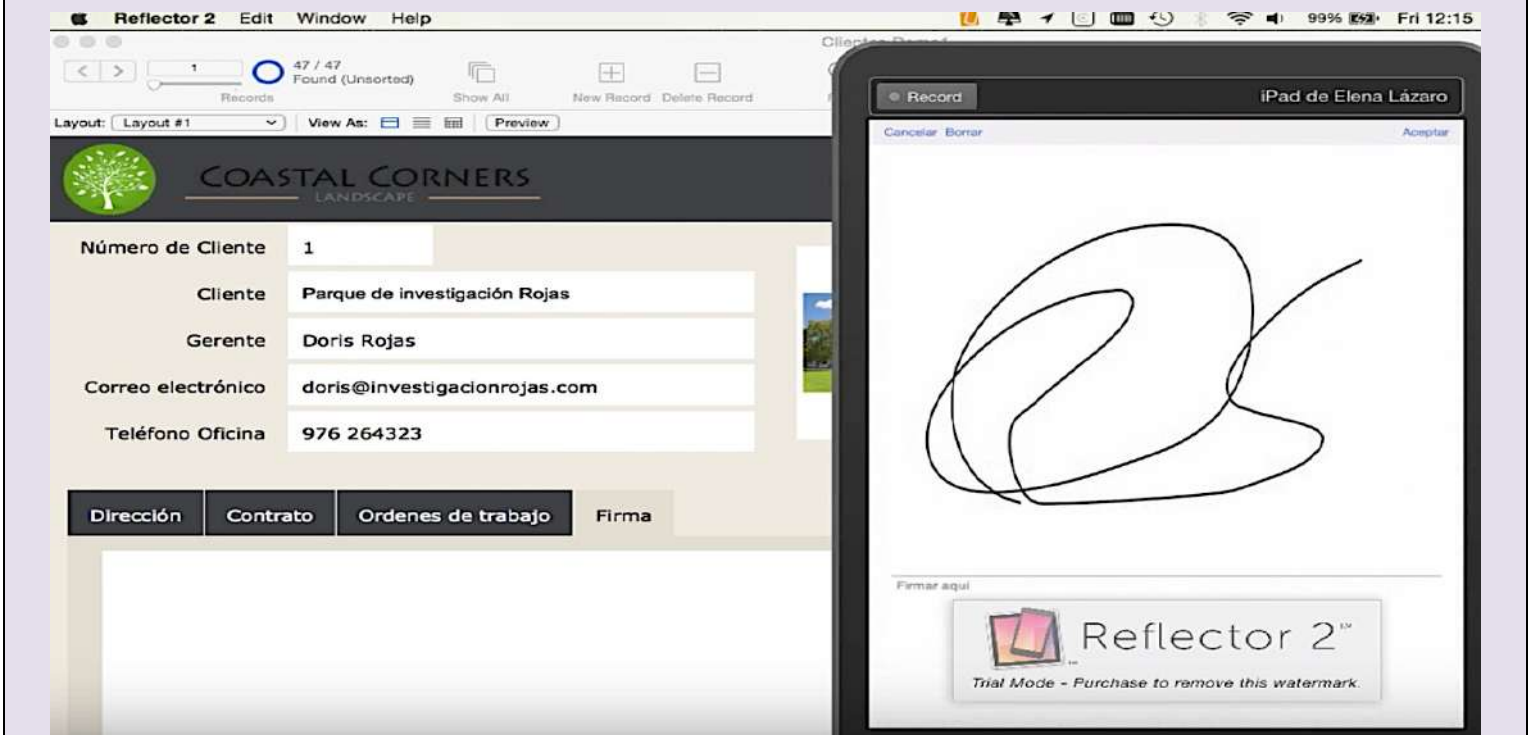 Reflector 2 Edit Window Help
99% Fri 12:15
1
47 / 47
Found (Unsorted)
Records
Show All
New Record
Delete Record
Layout: Layout #1
View As:
Preview
COASTAL CORNERS
LANDSCAPE
Número de Cliente 1
Cliente Parque de investigación Rojas
Gerente Doris Rojas
Correo electrónico doris@investigacionrojas.com
Teléfono Oficina 976 264323
Dirección Contrato Ordenes de trabajo Firma
Record
iPad de Elena Lázaro
Cancelar Borrar Aceptar
Firmar aquí
Reflector 2™
Trial Mode - Purchase to remove this watermark.